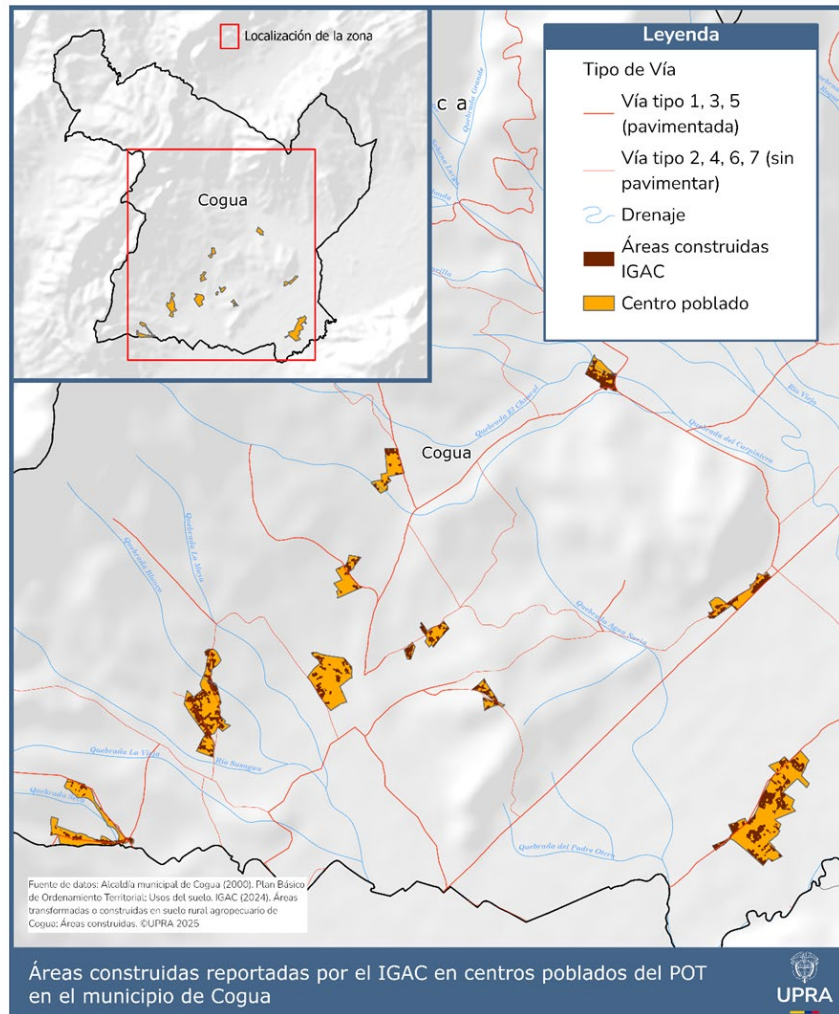 Localización de la zona
Cogua
Leyenda
Tipo de Vía
Vía tipo 1, 3, 5
(pavimentada)
Vía tipo 2, 4, 6, 7 (sin
pavimentar)
Drenaje
Áreas construidas
IGAC
Centro poblado
c a
Quebrada Grande
Río Viejo
Quebrada El Chorcal
Quebrada del Carpintero
Cogua
Quebrada La Mesa
Quebrada Blanco
Quebrada Agua Sucia
Quebrada La Vieja
Río Susagua
Quebrada del Padre Otero
Fuente de datos: Alcaldía municipal de Cogua (2000). Plan Básico
de Ordenamiento Territorial; Usos del suelo. IGAC (2024). Áreas
transformadas o construidas en suelo rural agropecuario de
Cogua; Áreas construidas. ©UPRA 2025
Áreas construidas reportadas por el IGAC en centros poblados del POT
en el municipio de Cogua
UPRA